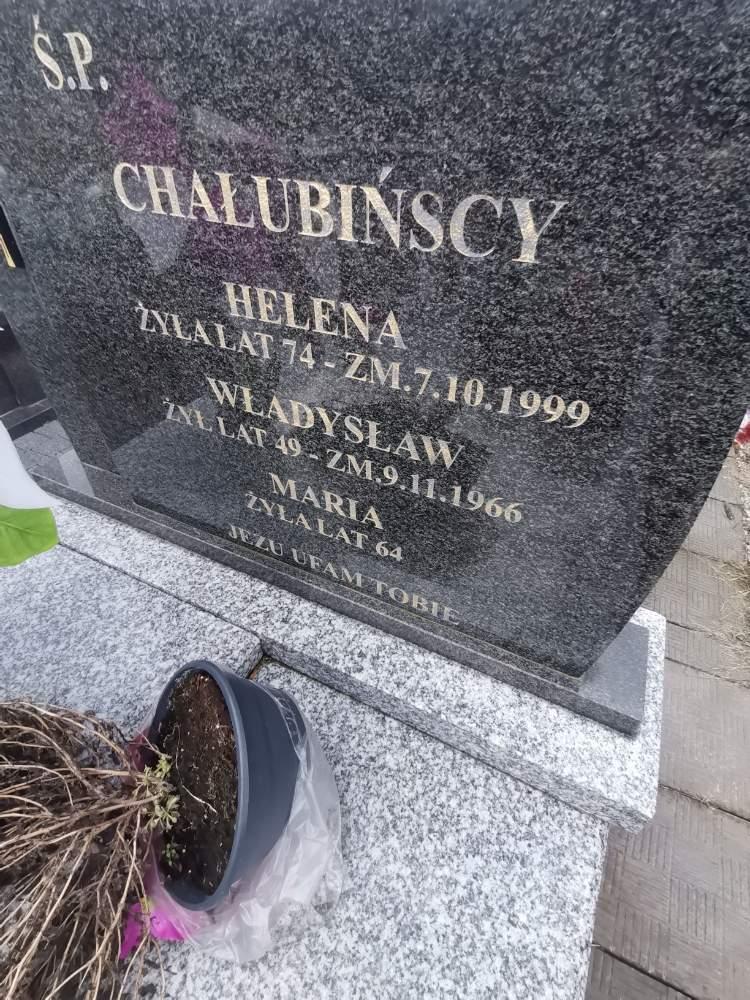 Ś.P.
CHAŁUBIŃSCY
HELENA
ŻYŁA LAT 74 - ZM.7.10.1999
WŁADYSŁAW
ŻYŁ LAT 49 - ZM.9.11.1966
MARIA
ŻYŁA LAT 64
JEZU UFAM TOBIE